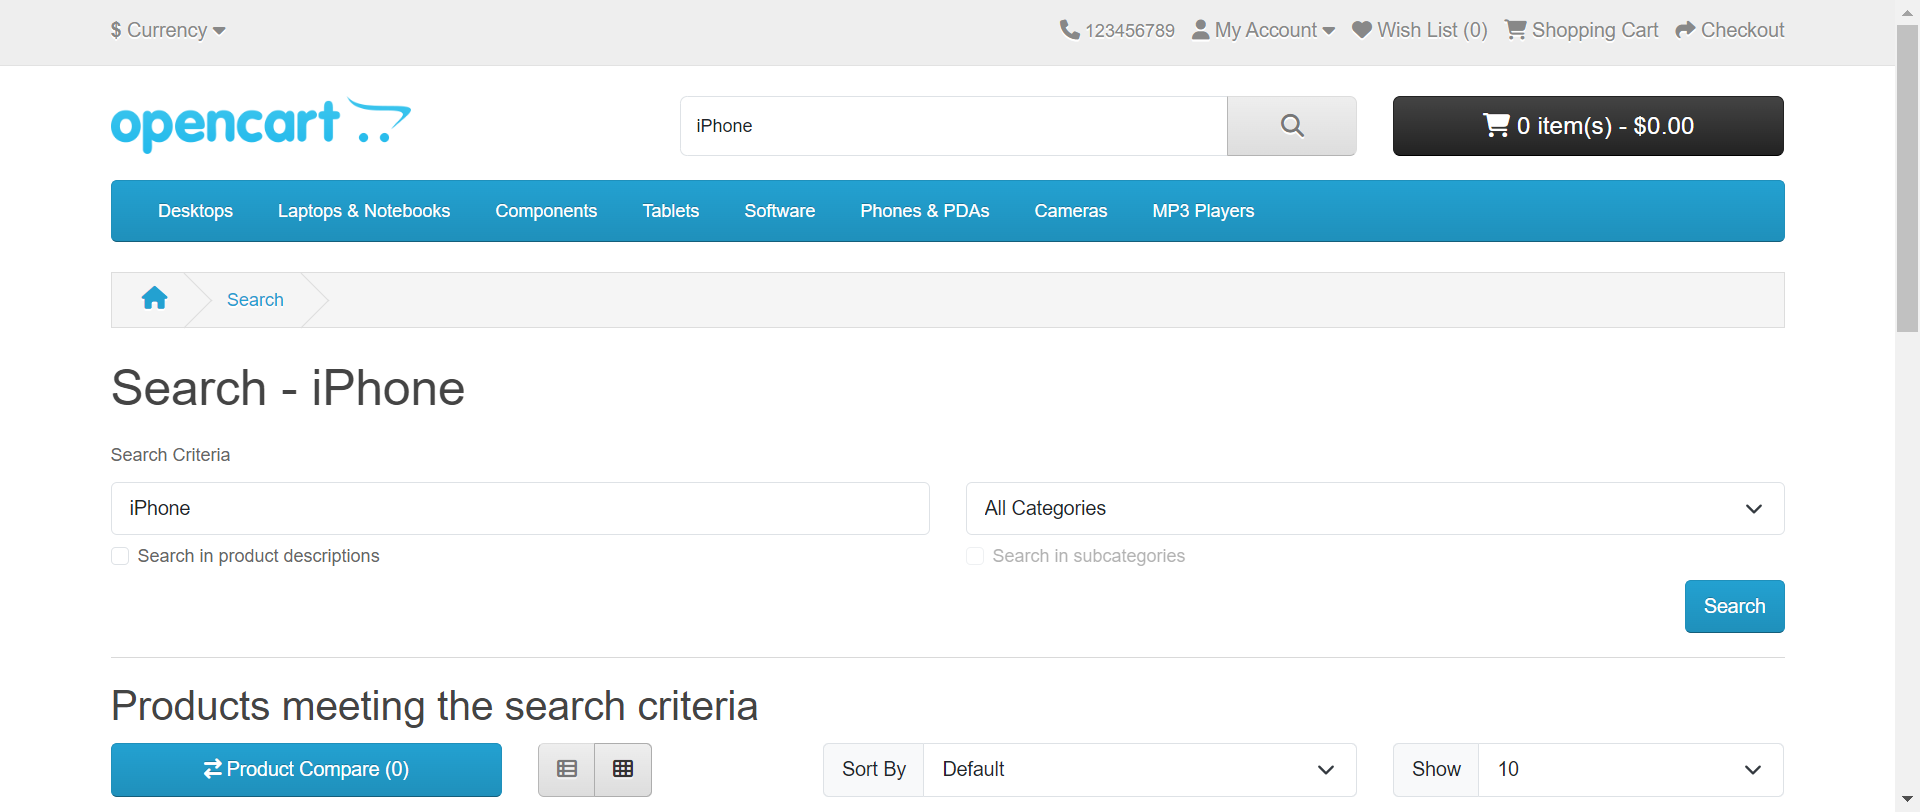 $ Currency
123456789 My Account Wish List (0) Shopping Cart Checkout
opencart
iPhone
0 item(s) - $0.00
Desktops Laptops & Notebooks Components Tablets Software Phones & PDAs Cameras MP3 Players
Search
Search - iPhone
Search Criteria
iPhone
All Categories
Search in product descriptions
Search in subcategories
Search
Products meeting the search criteria
Product Compare (0)
Sort By Default
Show 10